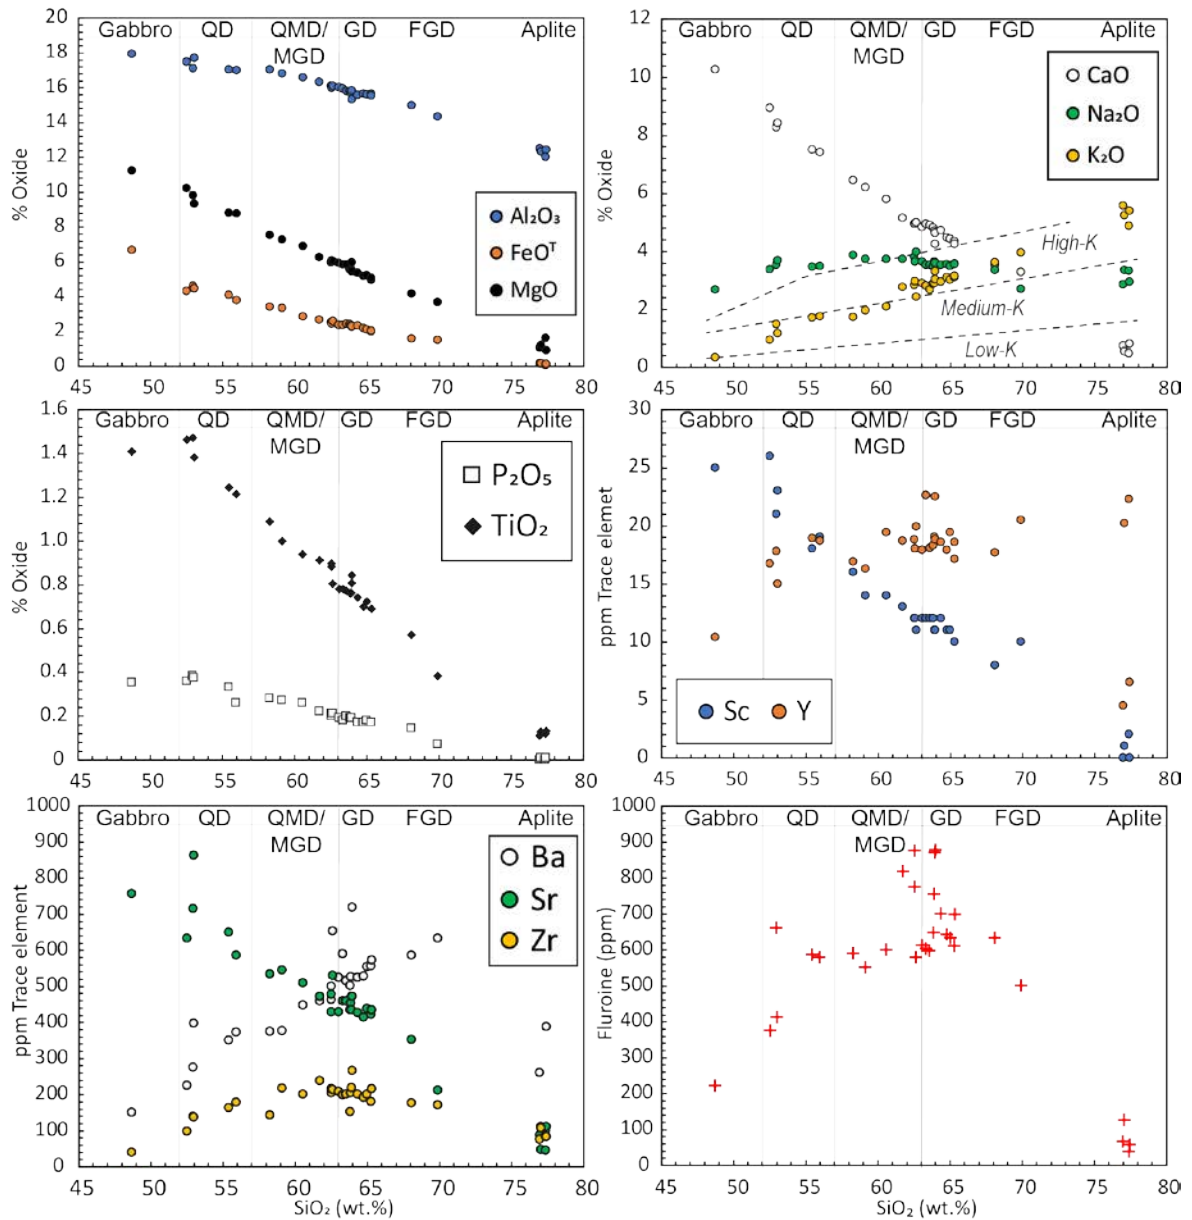 Gabbro QD QMD/ MGD GD FGD Aplite
20
18
16
14
12
10
8
6
4
2
0
% Oxide
Al₂O₃
FeOᵀ
MgO
45 50 55 60 65 70 75 80
Gabbro QD QMD/ MGD GD FGD Aplite
12
10
8
6
4
2
0
% Oxide
CaO
Na₂O
K₂O
High-K
Medium-K
Low-K
45 50 55 60 65 70 75 80
Gabbro QD QMD/ MGD GD FGD Aplite
1.6
1.4
1.2
1.0
0.8
0.6
0.4
0.2
0
% Oxide
P₂O₅
TiO₂
45 50 55 60 65 70 75 80
Gabbro QD QMD/ MGD GD FGD Aplite
30
25
20
15
10
5
0
ppm Trace elemet
Sc Y
45 50 55 60 65 70 75 80
Gabbro QD QMD/ MGD GD FGD Aplite
1000
900
800
700
600
500
400
300
200
100
0
ppm Trace element
Ba
Sr
Zr
45 50 55 60 65 70 75 80
SiO₂ (wt.%)
Gabbro QD QMD/ MGD GD FGD Aplite
1000
900
800
700
600
500
400
300
200
100
0
Fluroine (ppm)
45 50 55 60 65 70 75 80
SiO₂ (wt.%)